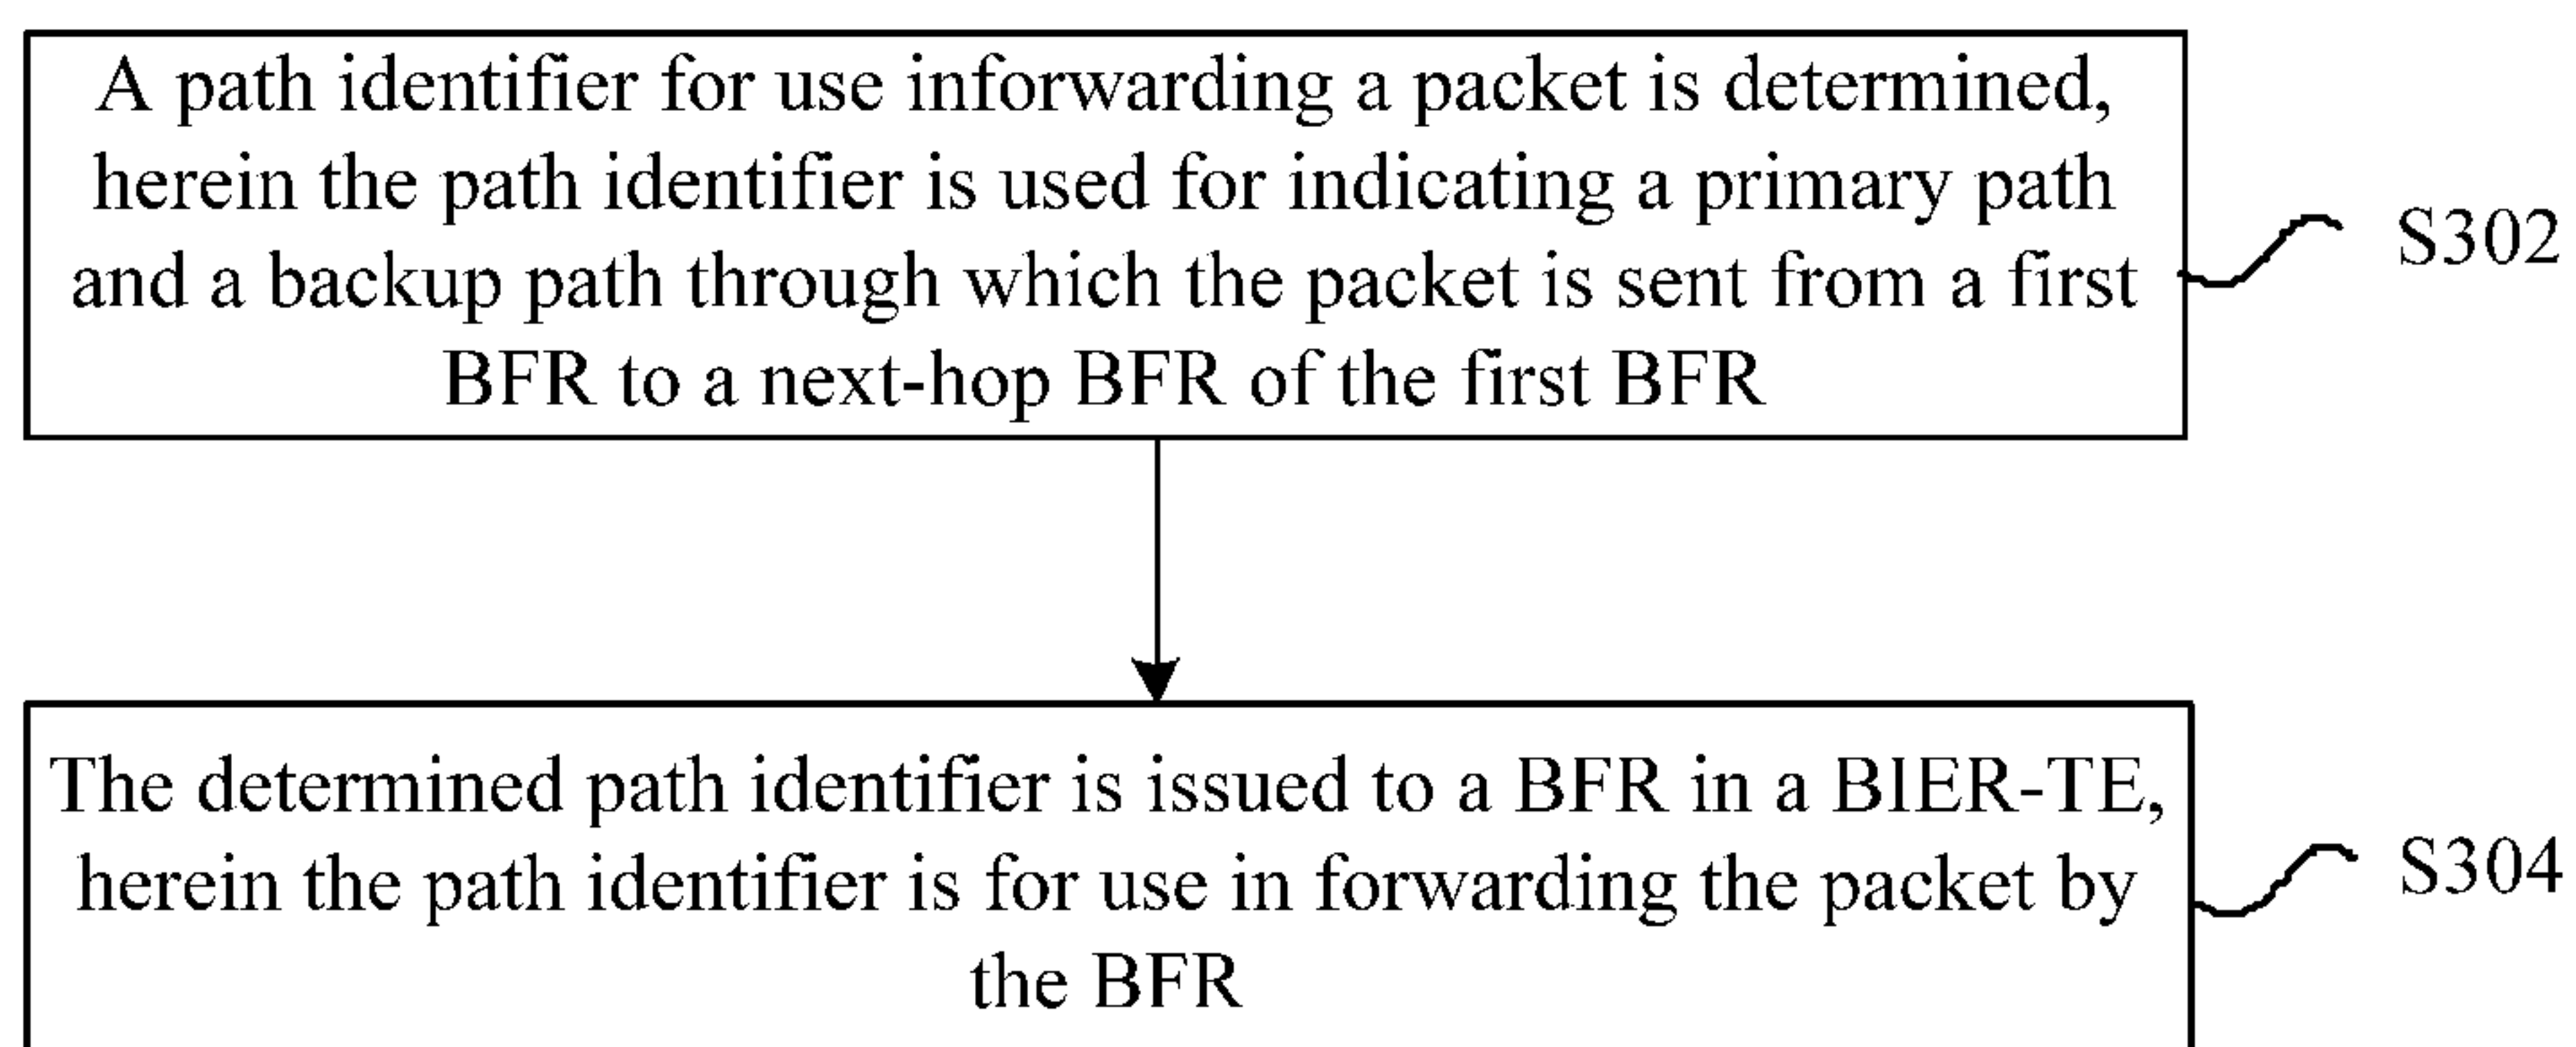 A path identifier for use inforwarding a packet is determined,
herein the path identifier is used for indicating a primary path
and a backup path through which the packet is sent from a first
BFR to a next-hop BFR of the first BFR
S302
The determined path identifier is issued to a BFR in a BIER-TE,
herein the path identifier is for use in forwarding the packet by
the BFR
S304